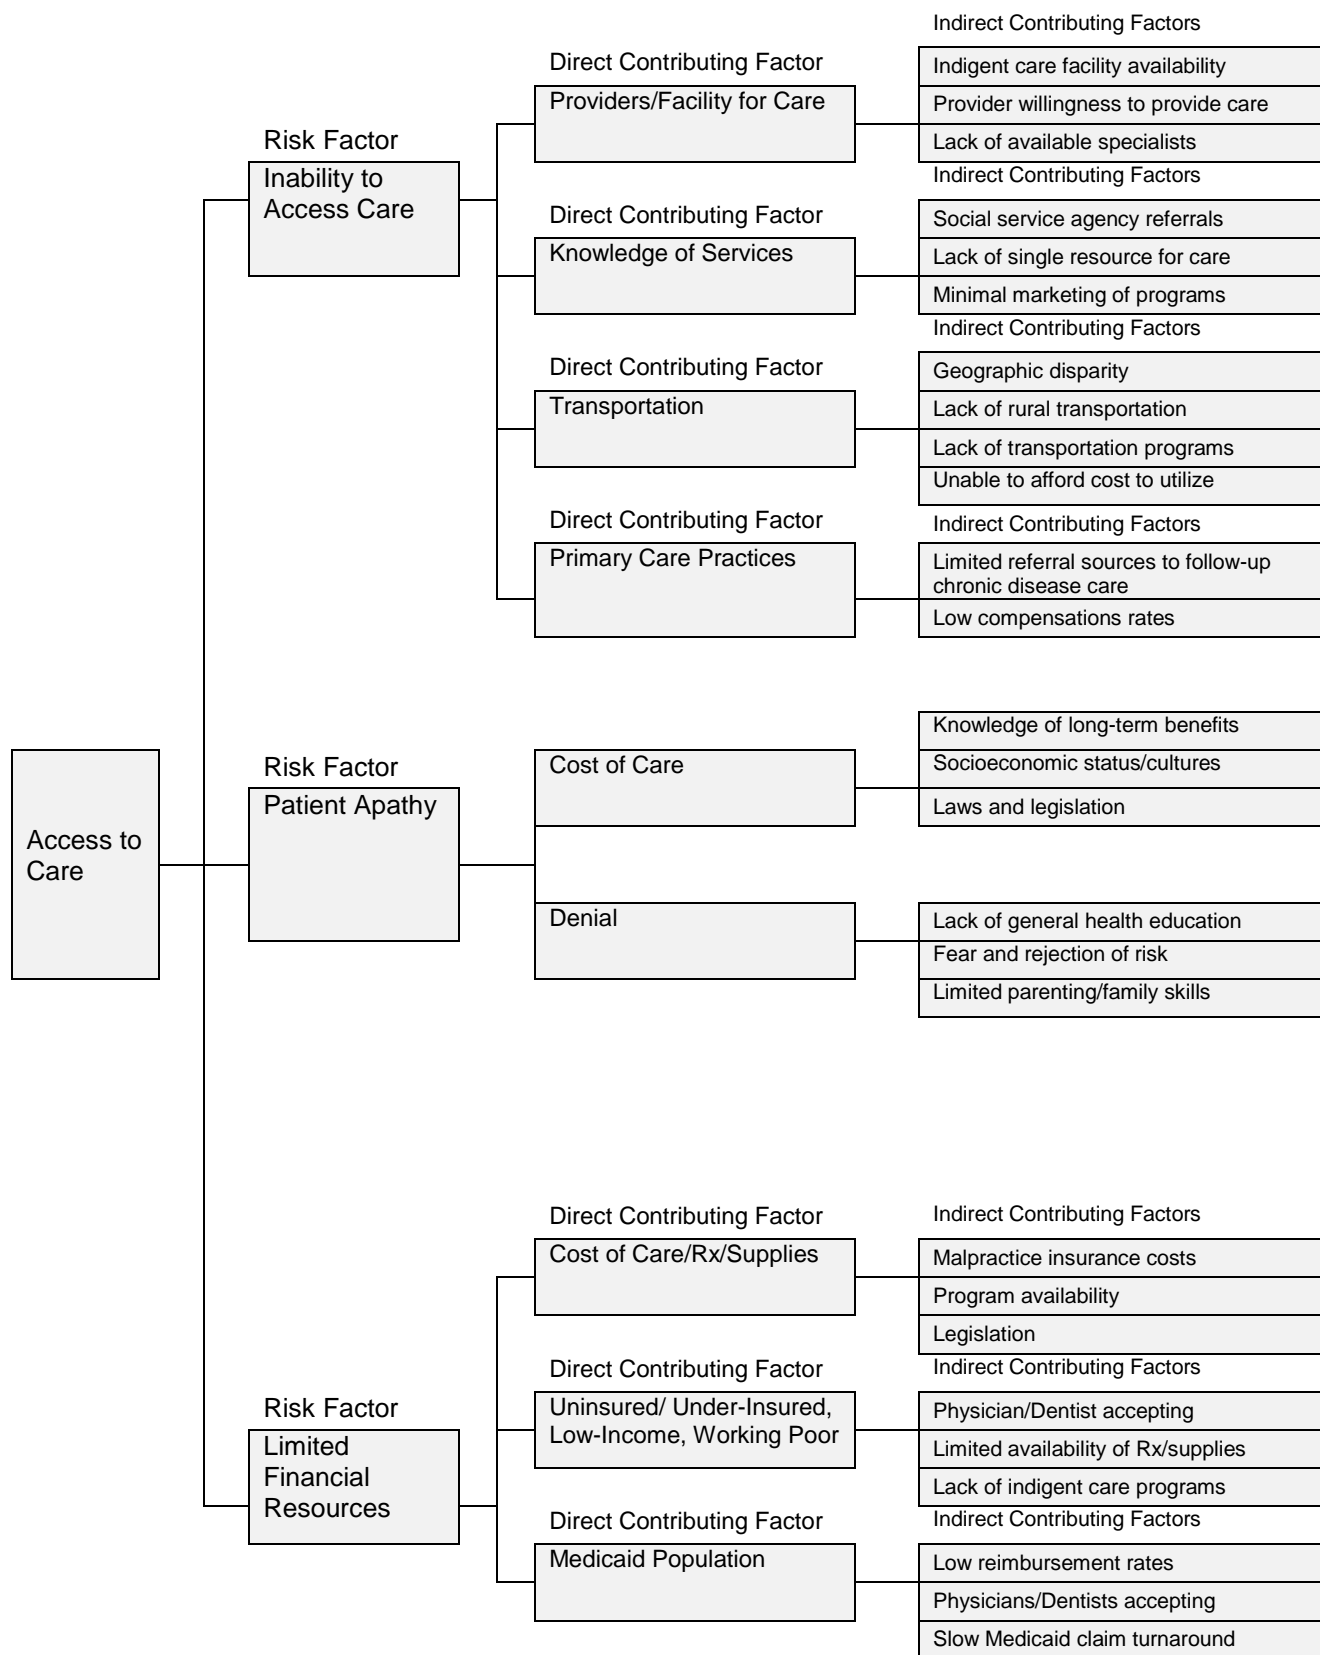 Indirect Contributing Factors
Direct Contributing Factor
Indigent care facility availability
Providers/Facility for Care
Provider willingness to provide care
Risk Factor
Lack of available specialists
Inability to
Access Care
Indirect Contributing Factors
Direct Contributing Factor
Social service agency referrals
Knowledge of Services
Lack of single resource for care
Minimal marketing of programs
Indirect Contributing Factors
Direct Contributing Factor
Geographic disparity
Transportation
Lack of rural transportation
Lack of transportation programs
Unable to afford cost to utilize
Direct Contributing Factor
Indirect Contributing Factors
Primary Care Practices
Limited referral sources to follow-up
chronic disease care
Low compensations rates
Access to
Care
Risk Factor
Patient Apathy
Cost of Care
Knowledge of long-term benefits
Socioeconomic status/cultures
Laws and legislation
Denial
Lack of general health education
Fear and rejection of risk
Limited parenting/family skills
Direct Contributing Factor
Indirect Contributing Factors
Cost of Care/Rx/Supplies
Malpractice insurance costs
Program availability
Legislation
Direct Contributing Factor
Indirect Contributing Factors
Risk Factor
Limited
Financial
Resources
Uninsured/ Under-Insured,
Low-Income, Working Poor
Physician/Dentist accepting
Limited availability of Rx/supplies
Lack of indigent care programs
Direct Contributing Factor
Indirect Contributing Factors
Medicaid Population
Low reimbursement rates
Physicians/Dentists accepting
Slow Medicaid claim turnaround